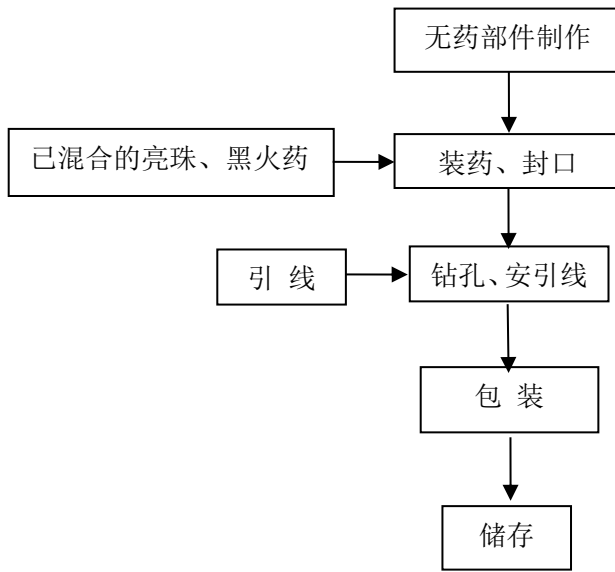 无药部件制作
已混合的亮珠、黑火药
装药、封口
引 线
钻孔、安引线
包 装
储存